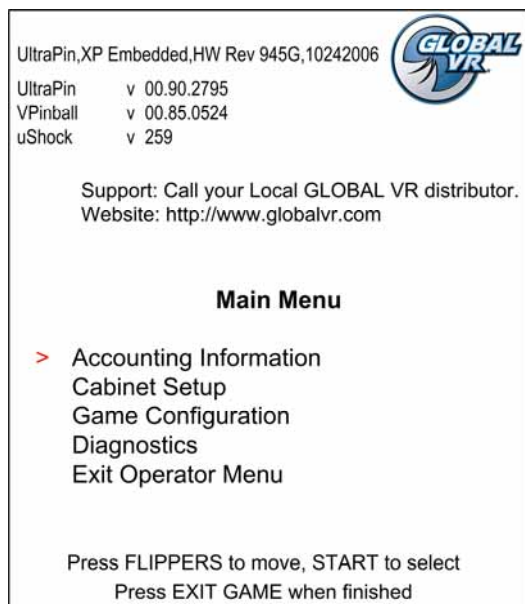 UltraPin,XP Embedded,HW Rev 945G,10242006
GLOBAL
VR
UltraPin v 00.90.2795
VPinball v 00.85.0524
uShock v 259
Support: Call your Local GLOBAL VR distributor.
Website: http://www.globalvr.com
Main Menu
> Accounting Information
Cabinet Setup
Game Configuration
Diagnostics
Exit Operator Menu
Press FLIPPERS to move, START to select
Press EXIT GAME when finished